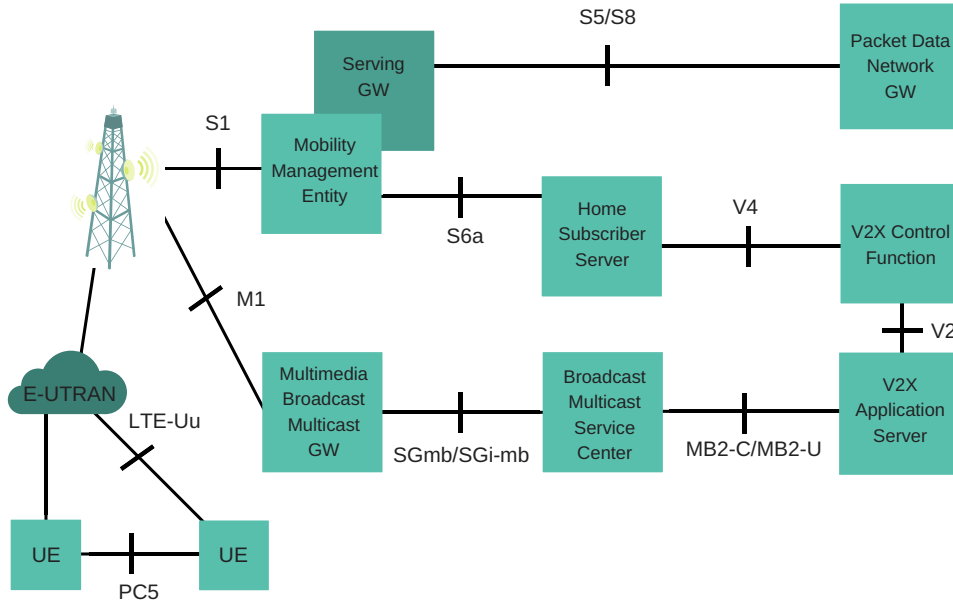 S5/S8
Serving
GW
Packet Data
Network
GW
S1
Mobility
Management
Entity
S6a
Home
Subscriber
Server
V4
V2X Control
Function
M1
V2
E-UTRAN
LTE-Uu
Multimedia
Broadcast
Multicast
GW
SGmb/SGi-mb
Broadcast
Multicast
Service
Center
MB2-C/MB2-U
V2X
Application
Server
UE
PC5
UE